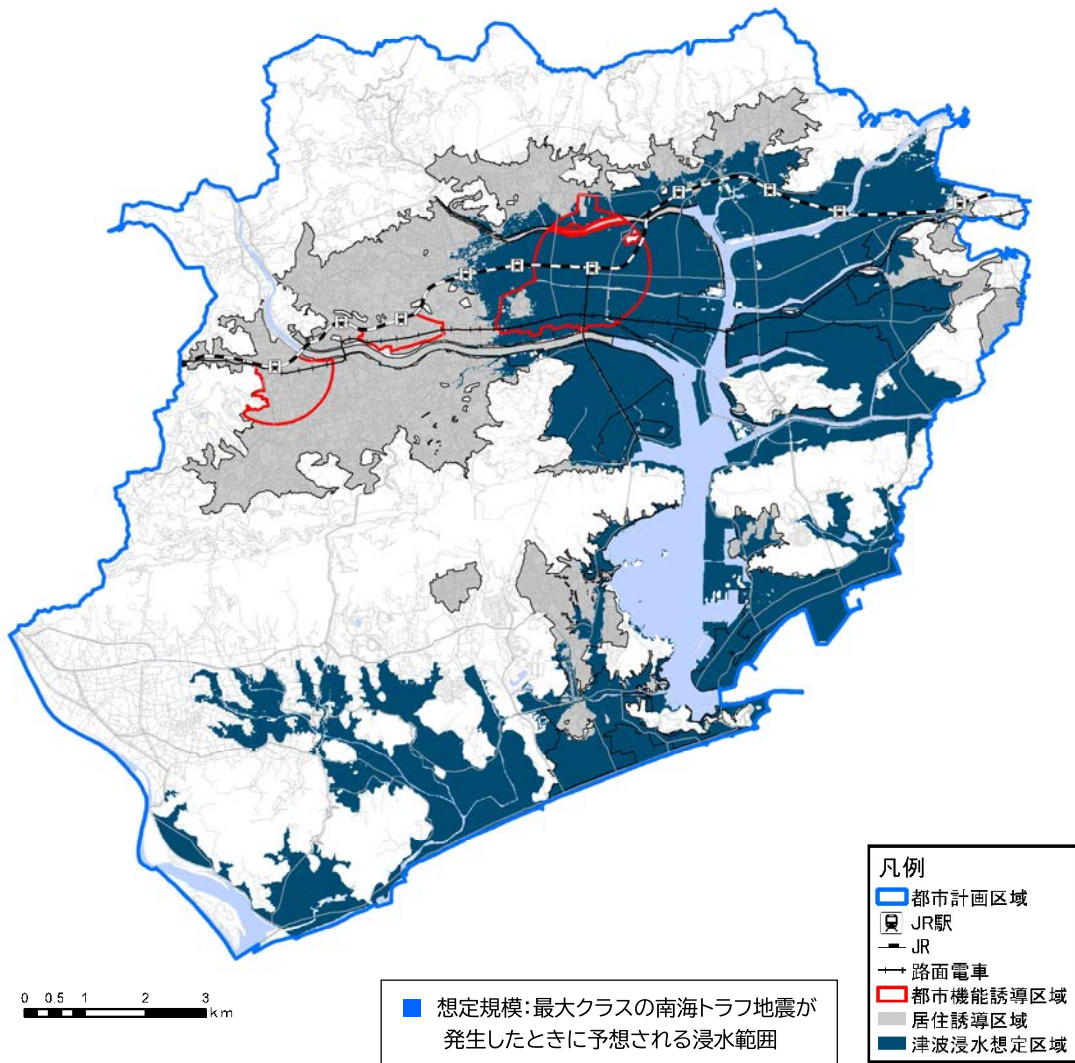 凡例
都市計画区域
JR駅
JR
路面電車
都市機能誘導区域
居住誘導区域
津波浸水想定区域
0 0.5 1 2 3
km
想定規模：最大クラスの南海トラフ地震が
発生したときに予想される浸水範囲